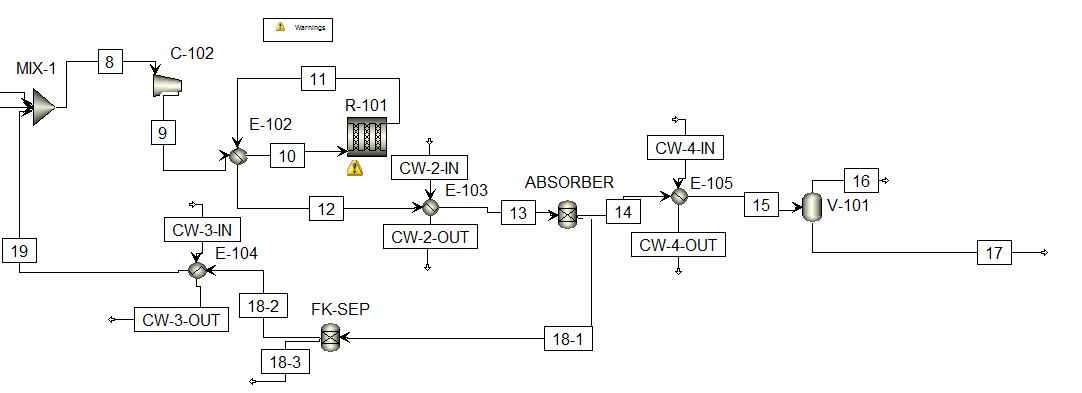 Warnings
C-102
8
MIX-1
11
R-101
9
E-102
10
CW-2-IN
CW-4-IN
ABSORBER
E-103
E-105
16
12
13
14
15
V-101
CW-3-IN
CW-2-OUT
CW-4-OUT
19
E-104
17
18-2
FK-SEP
CW-3-OUT
18-1
18-3